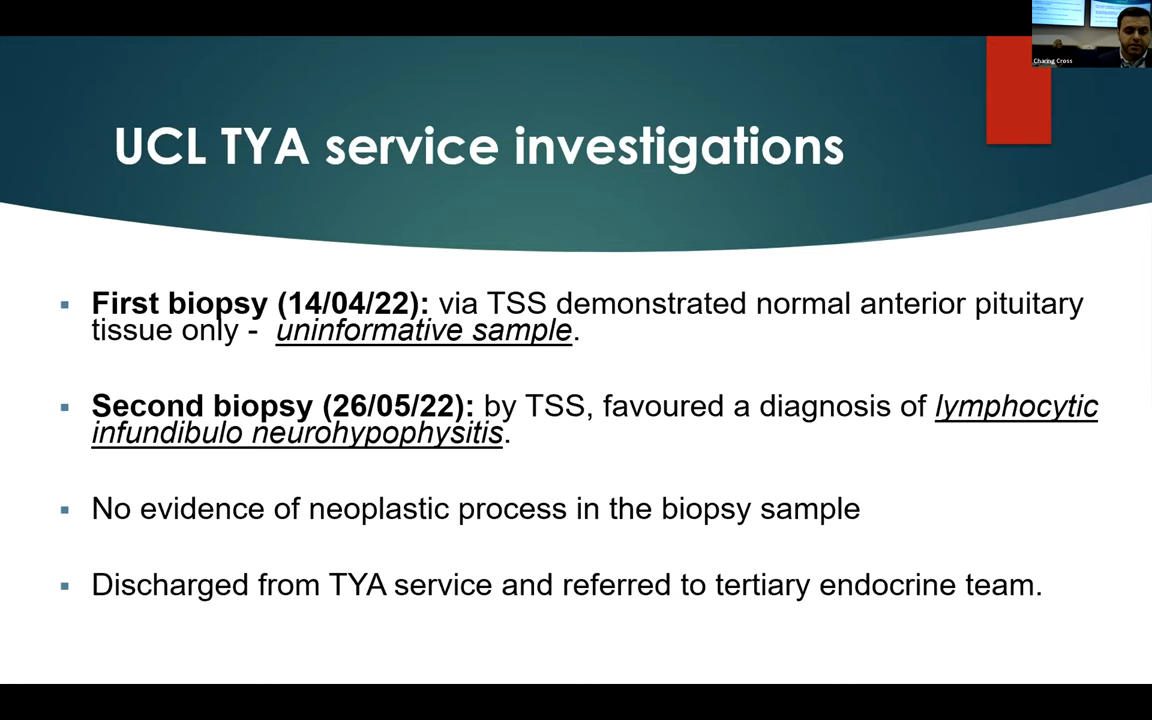 Charing Cross
UCL TYA service investigations
▪ First biopsy (14/04/22): via TSS demonstrated normal anterior pituitary
tissue only - uninformative sample.
▪ Second biopsy (26/05/22): by TSS, favoured a diagnosis of lymphocytic
infundibulo neurohypophysitis.
▪ No evidence of neoplastic process in the biopsy sample
▪ Discharged from TYA service and referred to tertiary endocrine team.